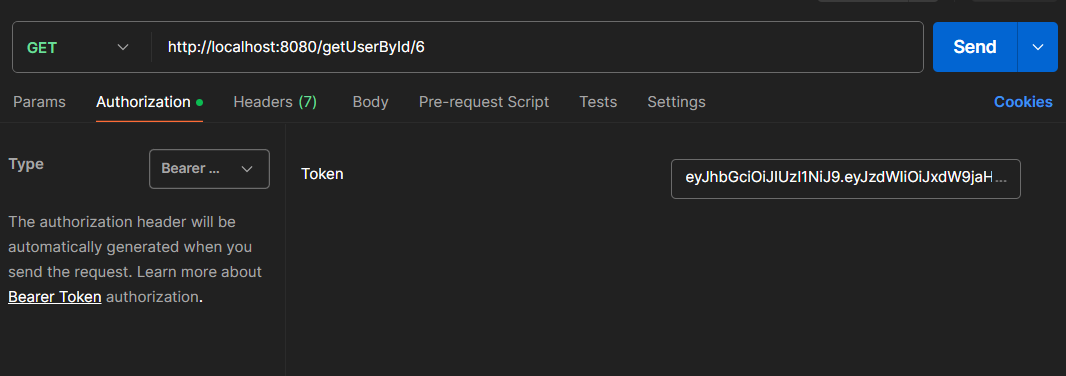 GET http://localhost:8080/getUserById/6 Send
Params Authorization Headers (7) Body Pre-request Script Tests Settings Cookies
Type Bearer ...
The authorization header will be
automatically generated when you
send the request. Learn more about
Bearer Token authorization.
Token eyJhbGciOiJIUzI1NiJ9.eyJzdWIiOiJxdW9jaH...